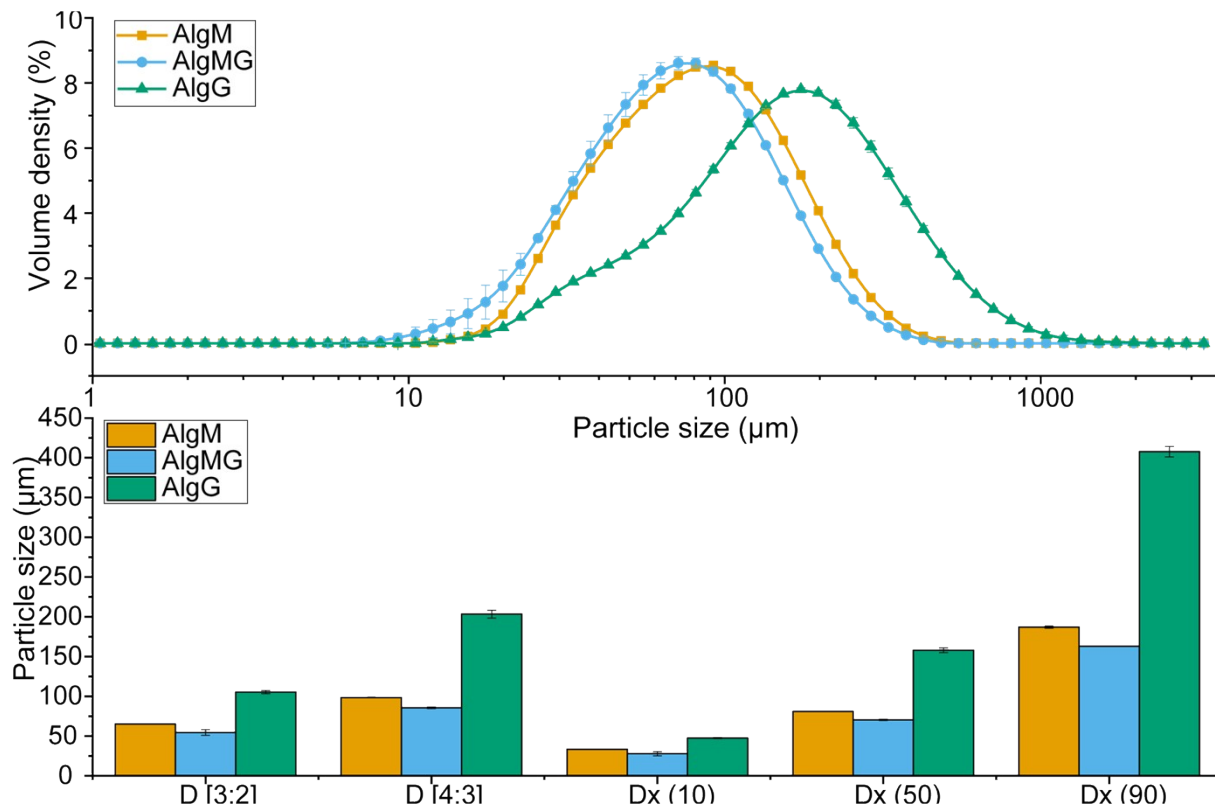 10
8
6
4
2
0
Volume density (%)
AlgM
AlgMG
AlgG
1
10
100
1000
Particle size (µm)
450
400
350
300
250
200
150
100
50
0
Particle size (µm)
AlgM
AlgMG
AlgG
D [3;2]
D [4;3]
Dx (10)
Dx (50)
Dx (90)